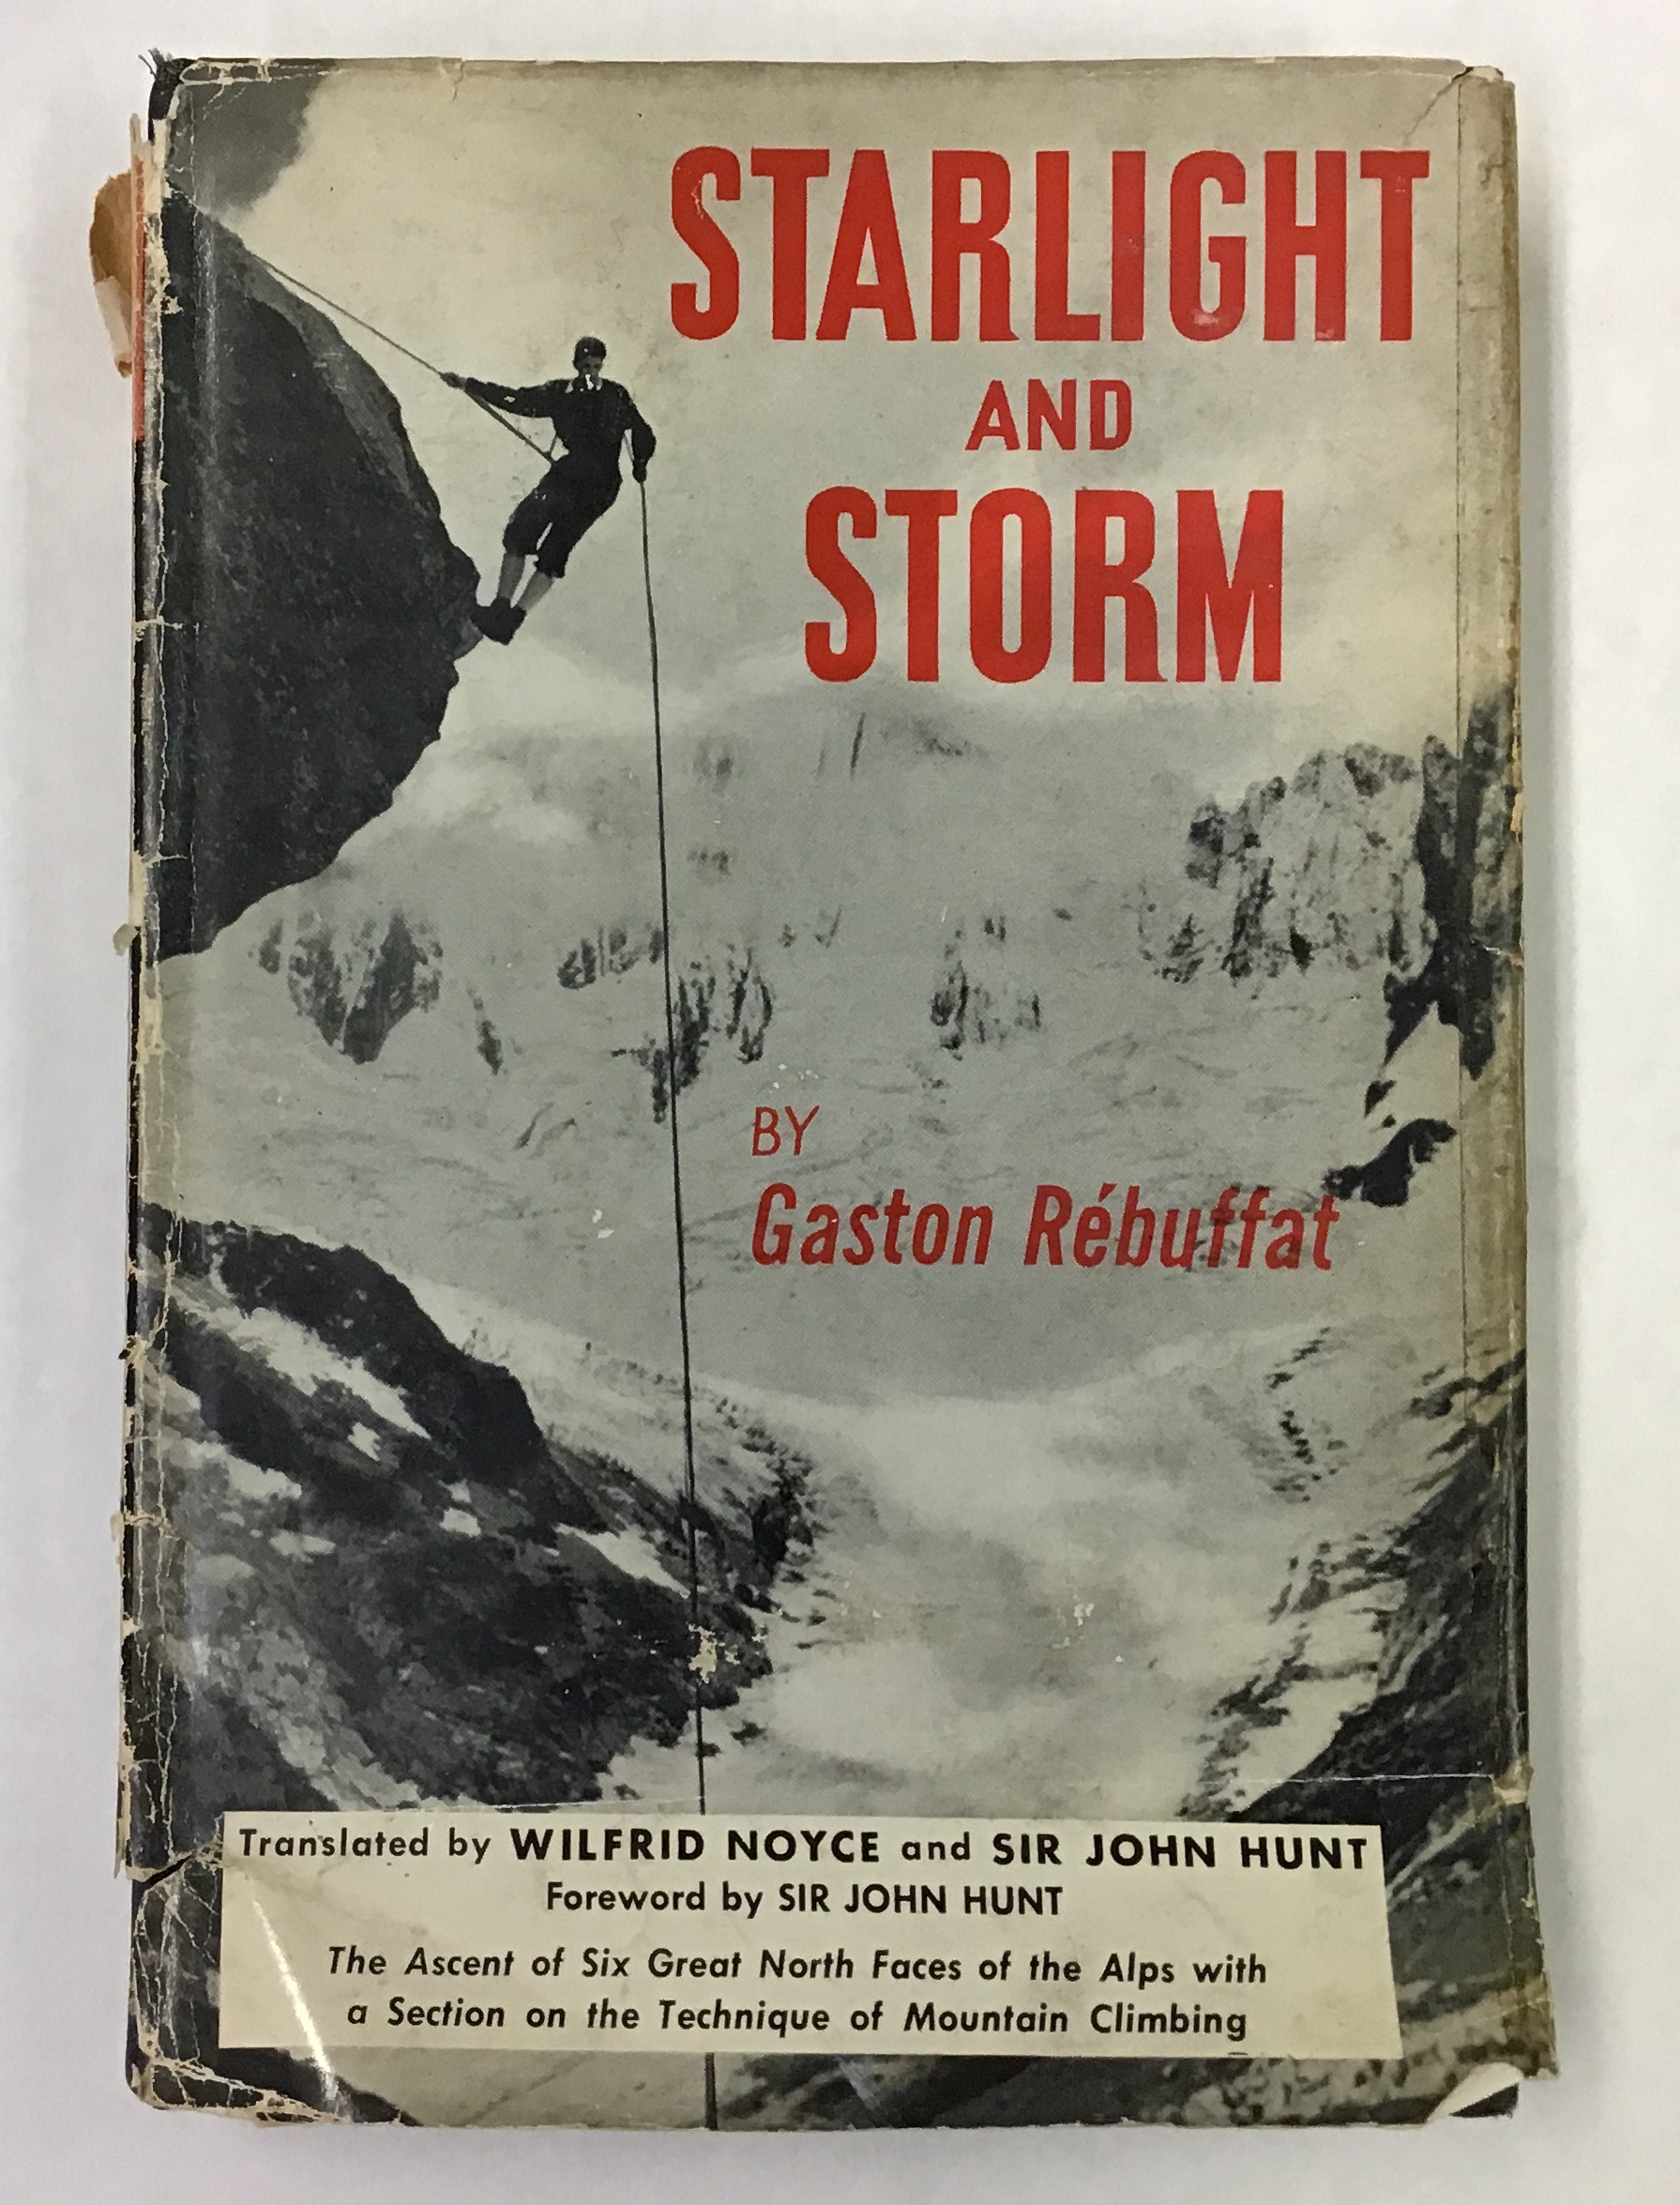 STARLIGHT
AND
STORM
BY
Gaston Rébuffat
Translated by WILFRID NOYCE and SIR JOHN HUNT
Foreword by SIR JOHN HUNT
The Ascent of Six Great North Faces of the Alps with
a Section on the Technique of Mountain Climbing